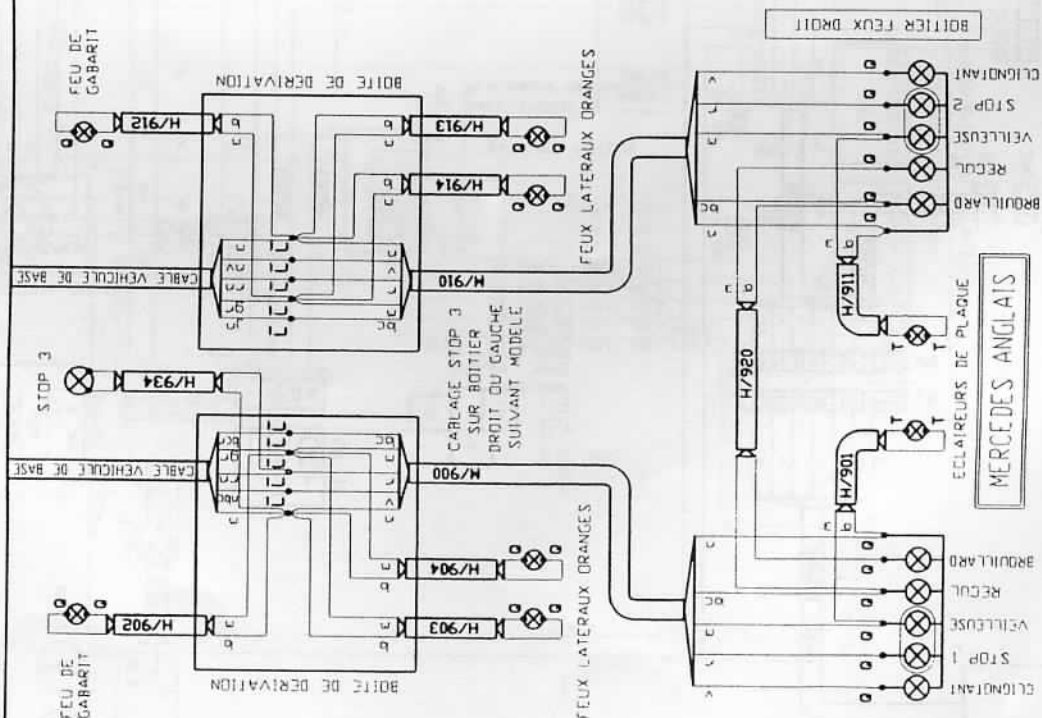 FEU DE
GABARIT
BOITE DE DERIVATION
H/912
H/913
H/914
FEUX LATERAUX ORANGES
BOITIER FEUX DROIT
CLIGNOTANT
STOP 2
VEILLEUSE
RECUL
BROUILLARD
CABLE VEHICULE DE BASE
M/910
H/911
STOP 3
H/934
CABLAGE STOP 3
SUR BOITIER
DROIT OU GAUCHE
SUIVANT MODELE
H/920
ECLAIREURS DE PLAQUE
MERCEDES ANGLAIS
CABLE VEHICULE DE BASE
M/900
H/901
H/904
H/903
H/902
FEU DE
GABARIT
BOITE DE DERIVATION
FEUX LATERAUX ORANGES
BROUILLARD
RECUL
VEILLEUSE
STOP 1
CLIGNOTANT